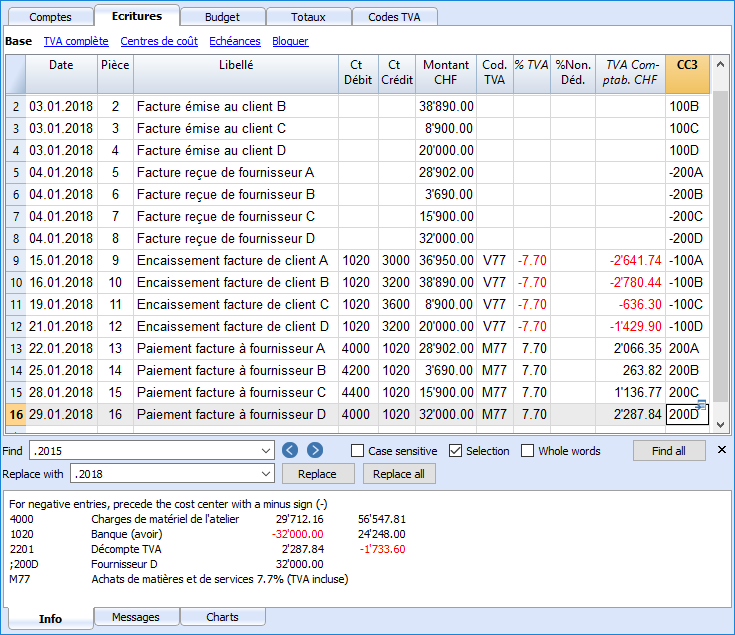 Comptes Ecritures Budget Totaux Codes TVA
Base TVA complète Centres de coût Echéances Bloquer
Date Pièce Libellé Ct Débit Ct Crédit Montant CHF Cod. TVA % TVA %Non. Déd. TVA Com-ptab. CHF CC3
2 03.01.2018 2 Facture émise au client B 38'890.00 100B
3 03.01.2018 3 Facture émise au client C 8'900.00 100C
4 03.01.2018 4 Facture émise au client D 20'000.00 100D
5 04.01.2018 5 Facture reçue de fournisseur A 28'902.00 -200A
6 04.01.2018 6 Facture reçue de fournisseur B 3'690.00 -200B
7 04.01.2018 7 Facture reçue de fournisseur C 15'900.00 -200C
8 04.01.2018 8 Facture reçue de fournisseur D 32'000.00 -200D
9 15.01.2018 9 Encaissement facture de client A 1020 3000 36'950.00 V77 -7.70 -2'641.74 -100A
10 16.01.2018 10 Encaissement facture de client B 1020 3200 38'890.00 V77 -7.70 -2'780.44 -100B
11 19.01.2018 11 Encaissement facture de client C 1020 3600 8'900.00 V77 -7.70 -636.30 -100C
12 21.01.2018 12 Encaissement facture de client D 1020 3200 20'000.00 V77 -7.70 -1'429.90 -100D
13 22.01.2018 13 Paiement facture à fournisseur A 4000 1020 28'902.00 M77 7.70 2'066.35 200A
14 25.01.2018 14 Paiement facture à fournisseur B 4200 1020 3'690.00 M77 7.70 263.82 200B
15 28.01.2018 15 Paiement facture à fournisseur C 4400 1020 15'900.00 M77 7.70 1'136.77 200C
16 29.01.2018 16 Paiement facture à fournisseur D 4000 1020 32'000.00 M77 7.70 2'287.84 200D
Find .2015 Case sensitive Selection Whole words Find all
Replace with .2018 Replace Replace all
For negative entries, precede the cost center with a minus sign (-)
4000 Charges de matériel de l'atelier 29'712.16 56'547.81
1020 Banque (avoir) -32'000.00 24'248.00
2201 Décompte TVA 2'287.84 -1'733.60
;200D Fournisseur D 32'000.00
M77 Achats de matières et de services 7.7% (TVA incluse)
Info Messages Charts